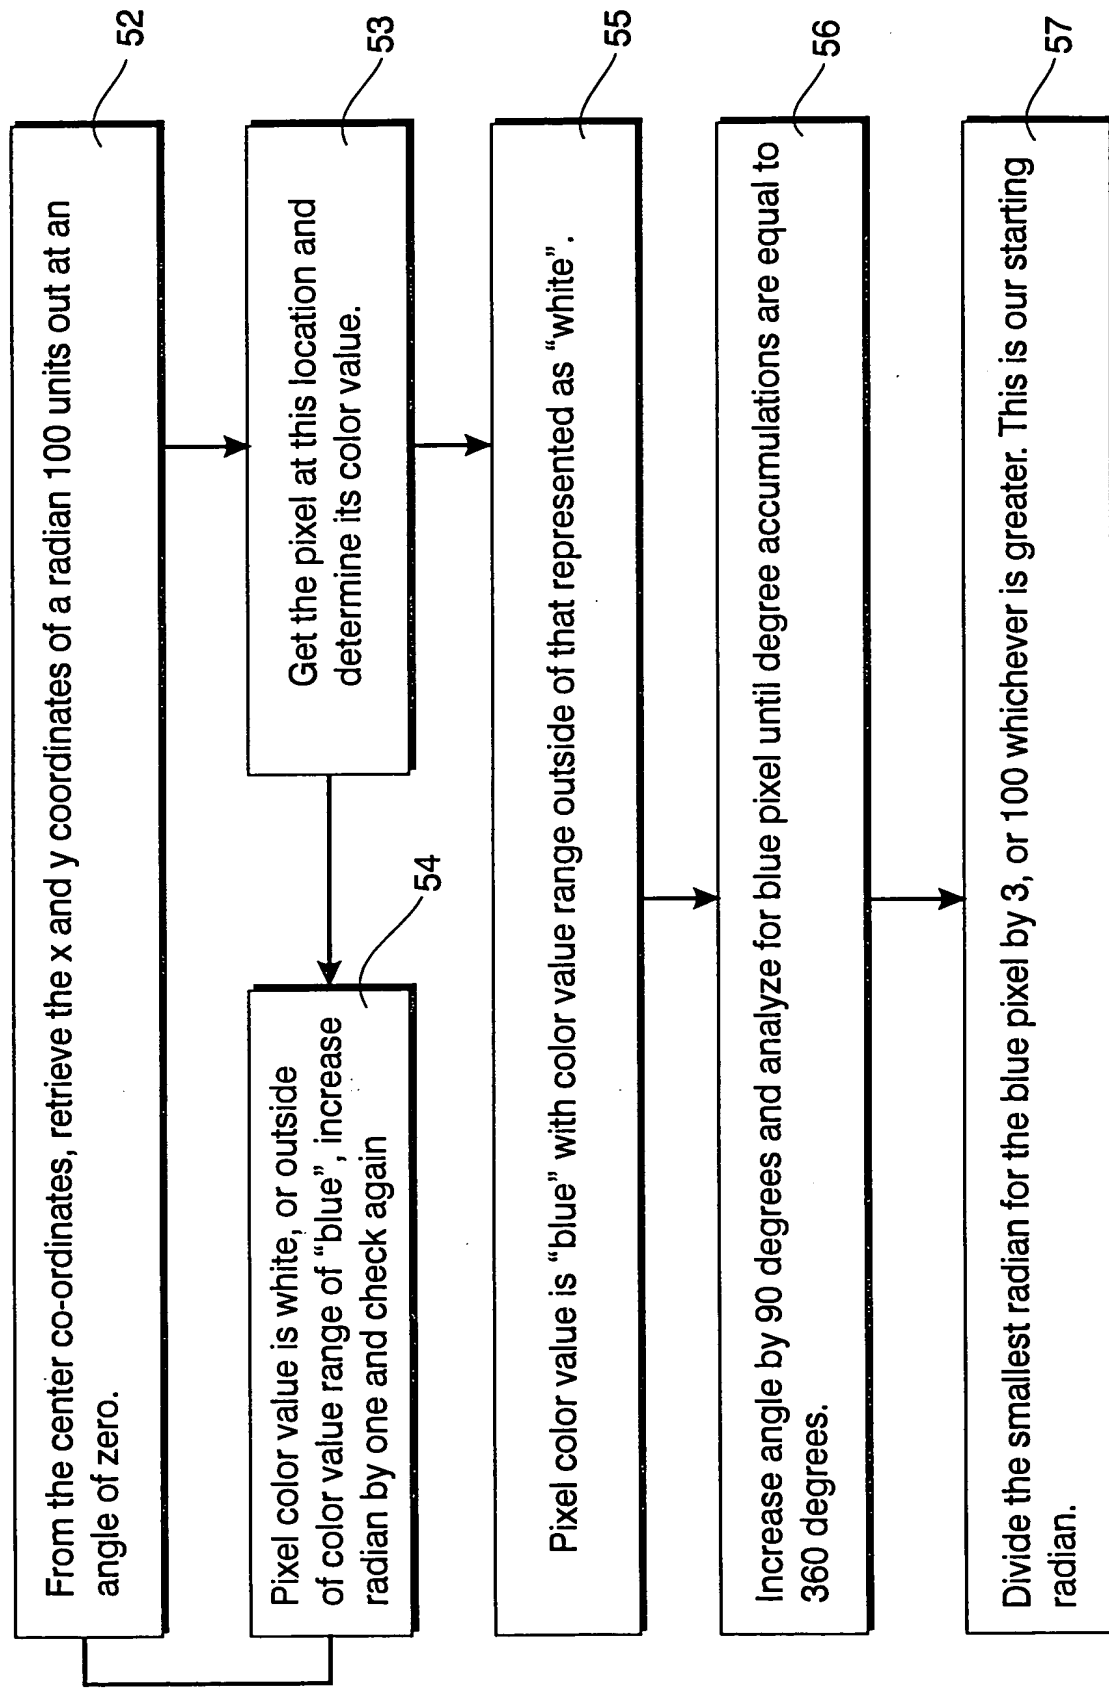 From the center co-ordinates, retrieve the x and y coordinates of a radian 100 units out at an
angle of zero.
52
Get the pixel at this location and
determine its color value.
53
Pixel color value is white, or outside
of color value range of “blue”, increase
radian by one and check again
54
Pixel color value is “blue” with color value range outside of that represented as “white”.
55
Increase angle by 90 degrees and analyze for blue pixel until degree accumulations are equal to
360 degrees.
56
Divide the smallest radian for the blue pixel by 3, or 100 whichever is greater. This is our starting
radian.
57